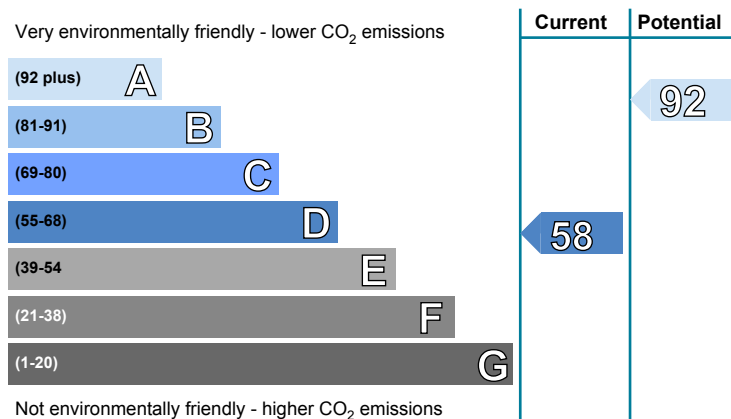 Very environmentally friendly - lower CO2 emissions
Current
Potential
(92 plus) A
92
(81-91) B
(69-80) C
(55-68) D
58
(39-54 E
(21-38) F
(1-20) G
Not environmentally friendly - higher CO2 emissions